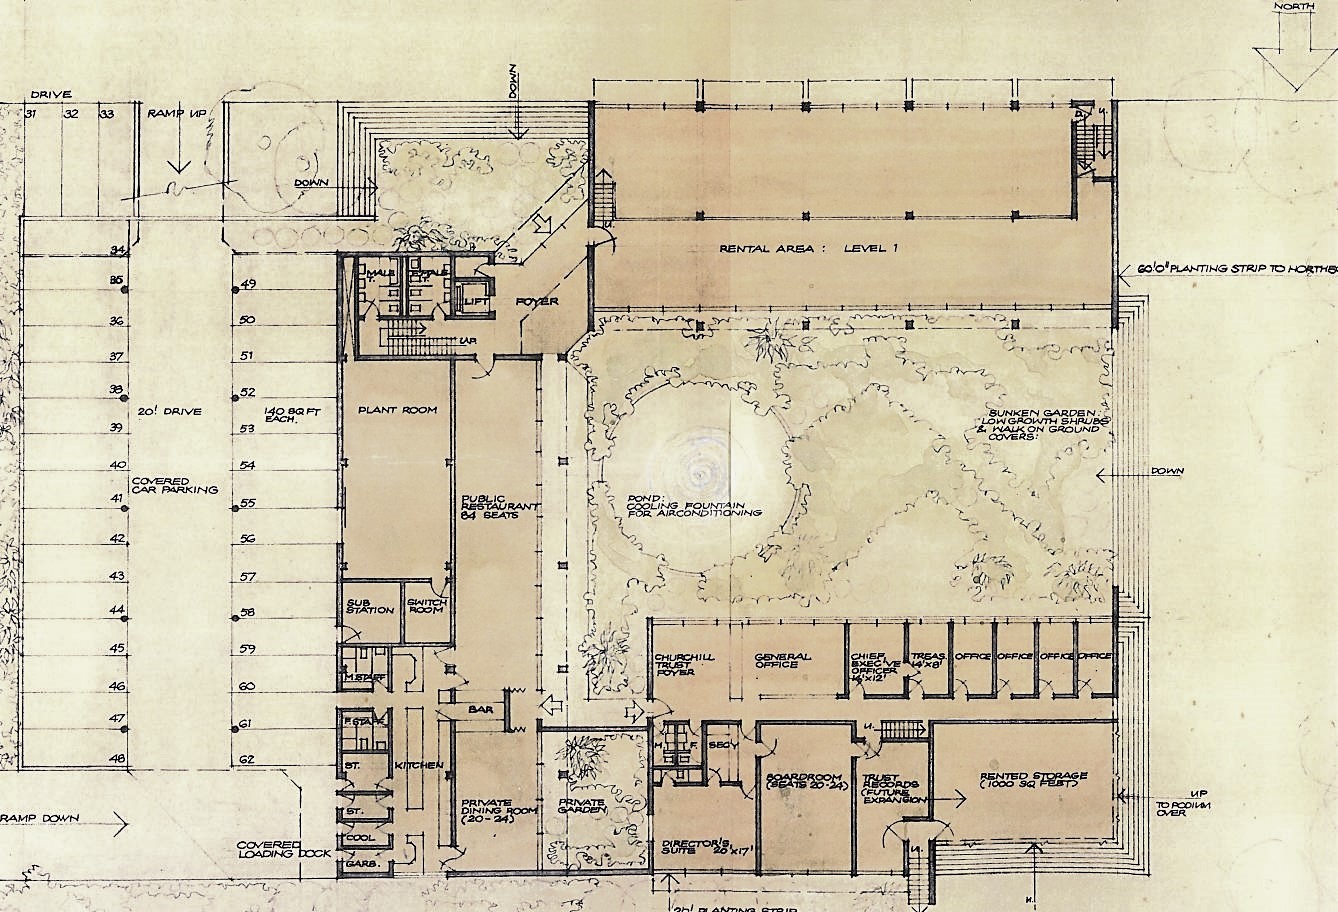 NORTH
DRIVE
31 32 33
RAMP UP
DOWN
DOWN
RENTAL AREA : LEVEL 1
60'0" PLANTING STRIP TO
34
35
36
37
38
39
40
41
42
43
44
45
46
47
48
49
50
51
52
53
54
55
56
57
58
59
60
61
62
20' DRIVE
140 SQ FT
EACH.
COVERED
CAR PARKING
MALE
T.
T.
LIFT
FOYER
UP.
PLANT ROOM
PUBLIC
RESTAURANT
84 SEATS
POND:
COOLING FOUNTAIN
FOR AIRCONDITIONING
SUNKEN GARDEN:
LOW GROWTH SHRUBS
& WALK ON GROUND
COVERS:
DOWN
SUB
STATION
SWITCH
ROOM
M.STAFF
F.STAFF
ST.
ST.
COOL
GARB.
KITCHEN
BAR
PRIVATE
DINING ROOM
(20-24)
PRIVATE
GARDEN
CHURCHILL
TRUST
FOYER
GENERAL
OFFICE
CHIEF
EXEC'VE
OFFICER
14'X12'
TREAS.
14'X8'
OFFICE
OFFICE
OFFICE
OFFICE
M. F.
SECY
BOARDROOM
(SEATS 20-24)
TRUST
RECORDS
(FUTURE
EXPANSION
RENTED STORAGE
(1000 SQ FEET)
UP
TO PODIUM
OVER
DIRECTOR'S
SUITE 20'X17'
RAMP DOWN
COVERED
LOADING DOCK
20' PLANTING STRIP